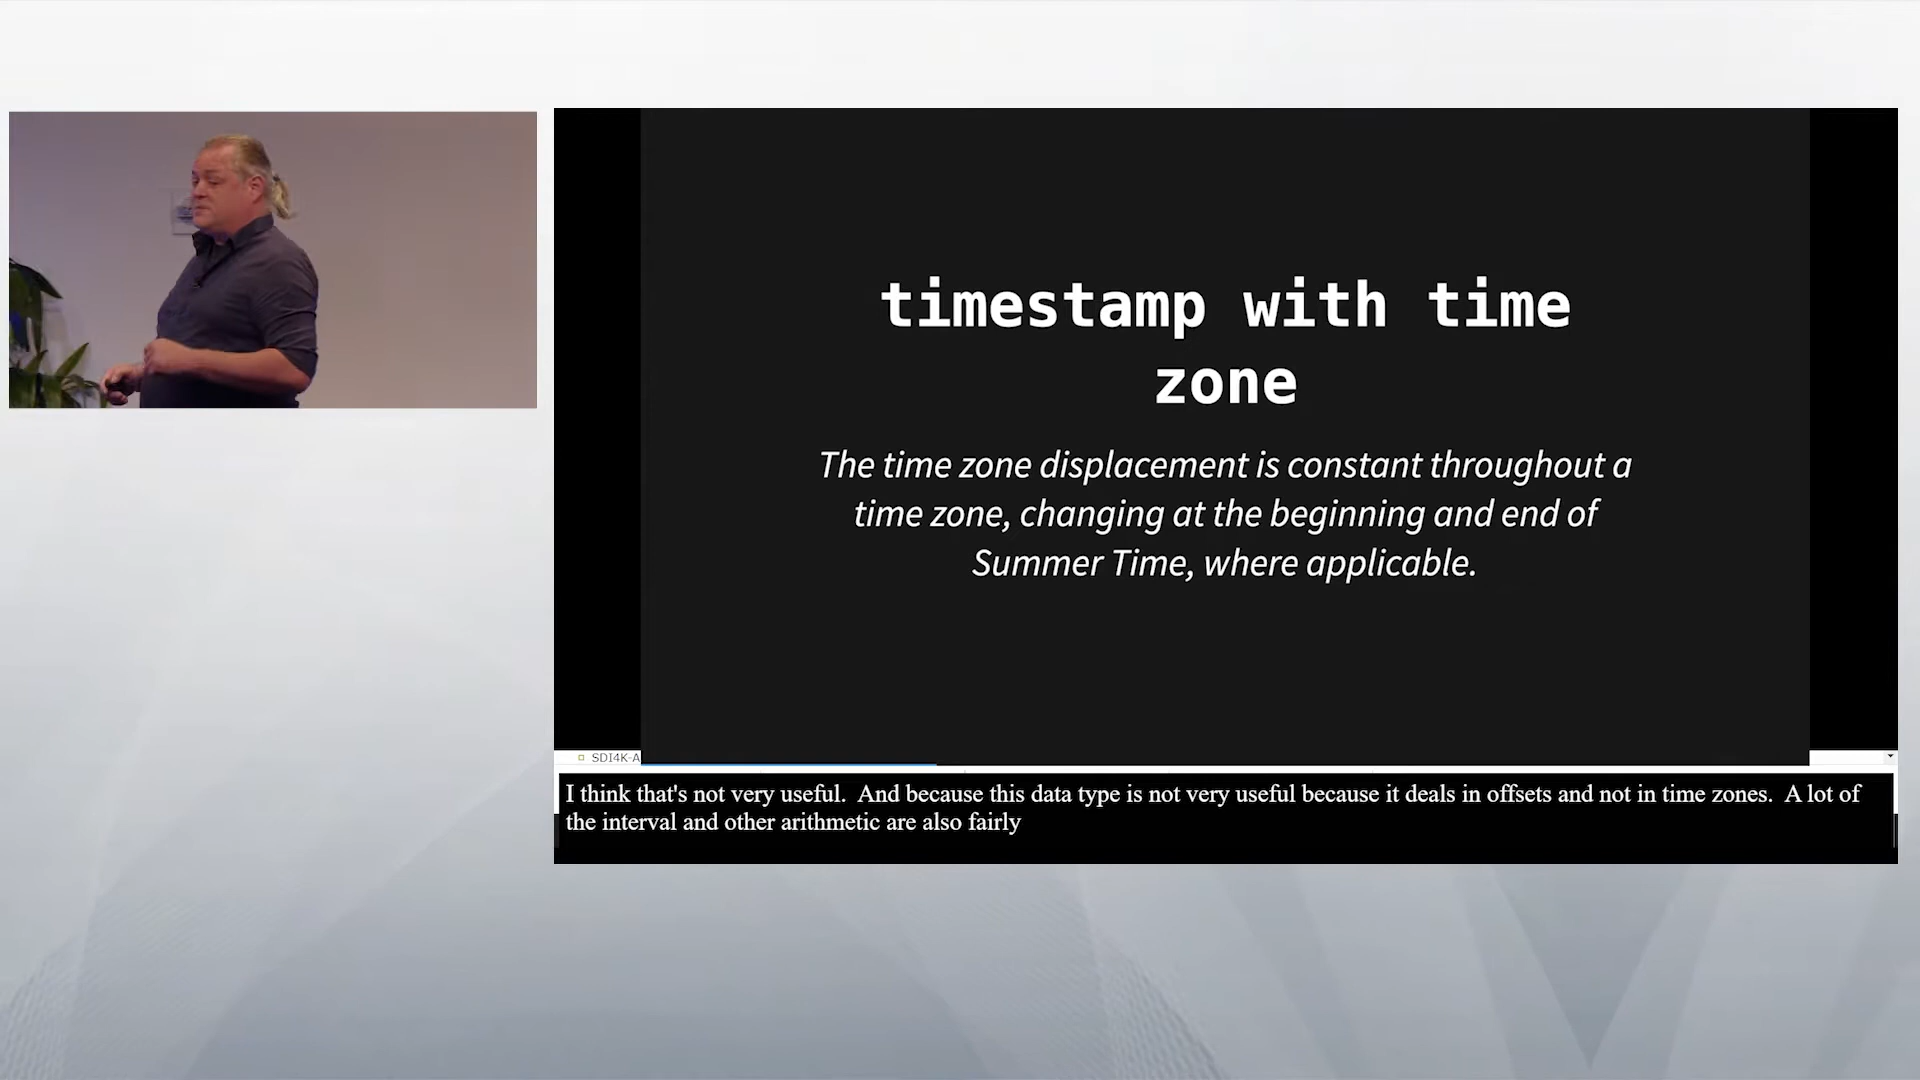 timestamp with time
zone
The time zone displacement is constant throughout a
time zone, changing at the beginning and end of
Summer Time, where applicable.
SDI4K-A
I think that's not very useful.  And because this data type is not very useful because it deals in offsets and not in time zones.  A lot of
the interval and other arithmetic are also fairly